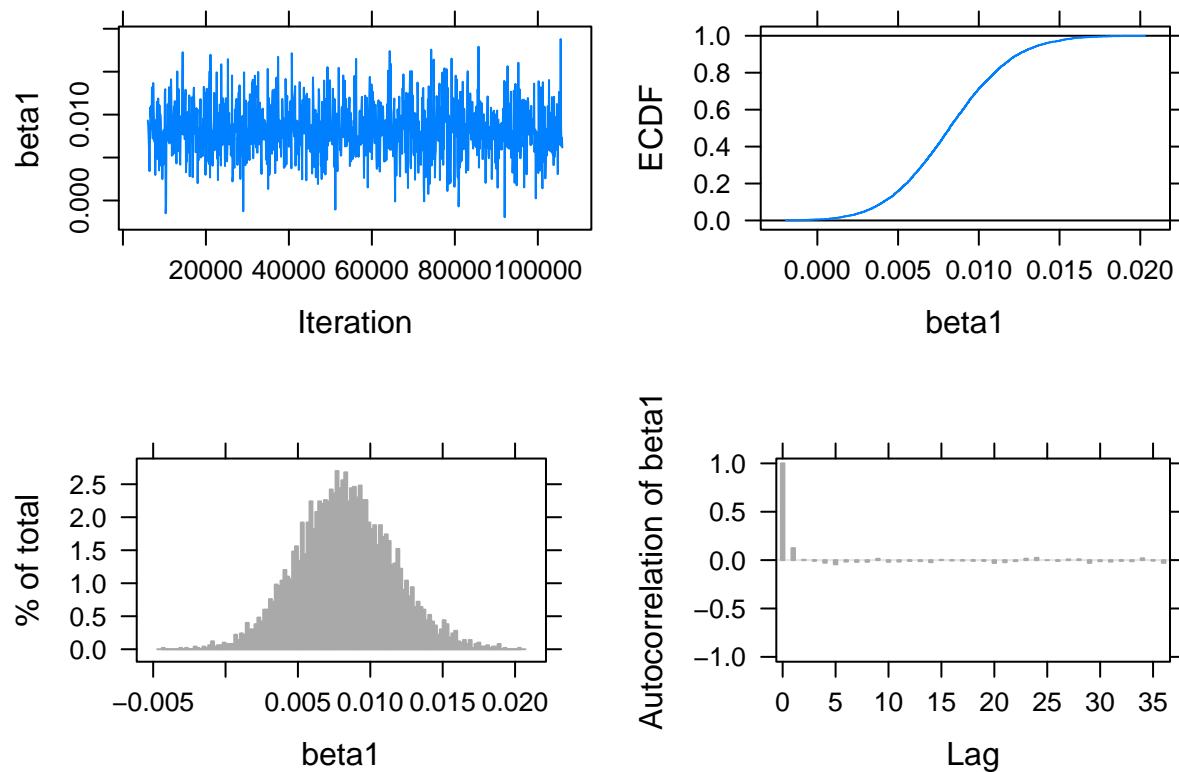 beta1
0.000 0.010
20000 40000 60000 80000 100000
Iteration
ECDF
1.0
0.8
0.6
0.4
0.2
0.0
0.000 0.005 0.010 0.015 0.020
beta1
% of total
2.5
2.0
1.5
1.0
0.5
0.0
−0.005 0.005 0.010 0.015 0.020
beta1
Autocorrelation of beta1
1.0
0.5
0.0
−0.5
−1.0
0 5 10 15 20 25 30 35
Lag